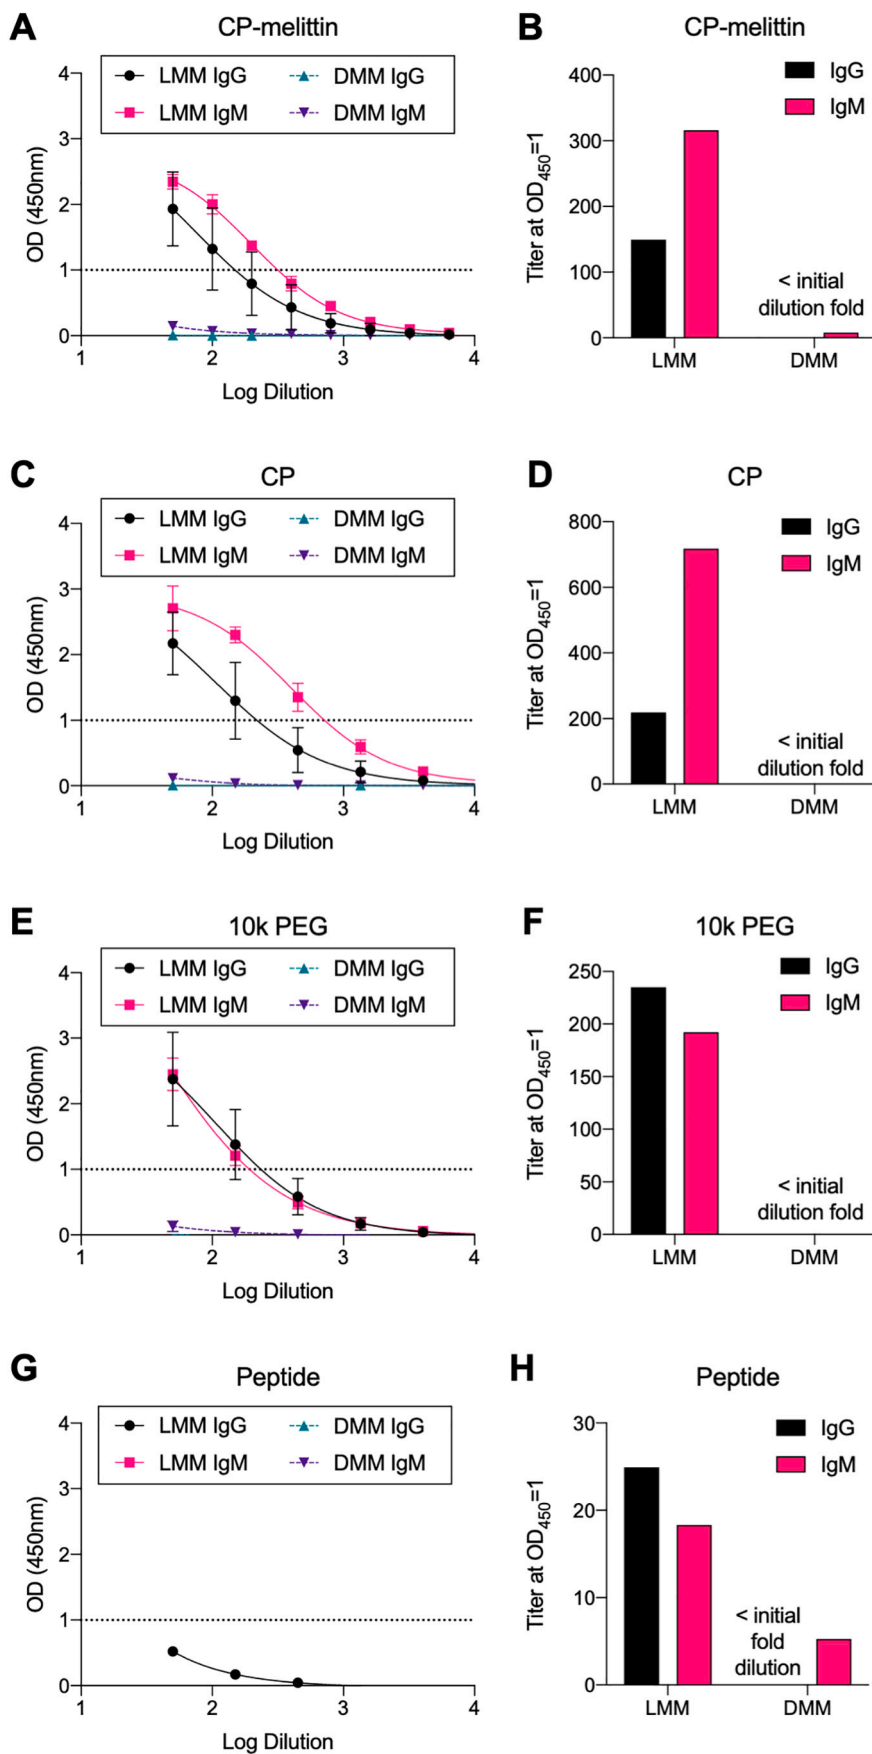 A
CP-melittin
LMM IgG
DMM IgG
LMM IgM
DMM IgM
OD (450nm)
4
3
2
1
0
1
2
3
4
Log Dilution
B
CP-melittin
IgG
IgM
Titer at OD450=1
400
300
200
100
0
< initial
dilution fold
LMM
DMM
C
CP
LMM IgG
DMM IgG
LMM IgM
DMM IgM
OD (450nm)
4
3
2
1
0
1
2
3
4
Log Dilution
D
CP
IgG
IgM
Titer at OD450=1
800
600
400
200
0
< initial
dilution fold
LMM
DMM
E
10k PEG
LMM IgG
DMM IgG
LMM IgM
DMM IgM
OD (450nm)
4
3
2
1
0
1
2
3
4
Log Dilution
F
10k PEG
IgG
IgM
Titer at OD450=1
250
200
150
100
50
0
< initial
dilution fold
LMM
DMM
G
Peptide
LMM IgG
DMM IgG
LMM IgM
DMM IgM
OD (450nm)
4
3
2
1
0
1
2
3
4
Log Dilution
H
Peptide
IgG
IgM
Titer at OD450=1
30
20
10
0
< initial
fold
dilution
LMM
DMM